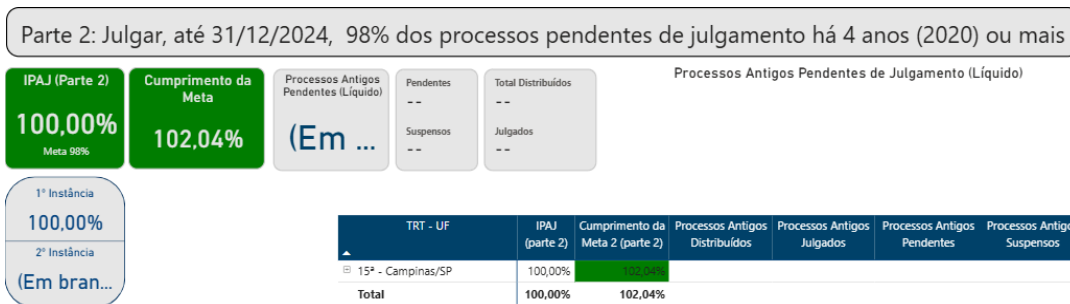 Parte 2: Julgar, até 31/12/2024, 98% dos processos pendentes de julgamento há 4 anos (2020) ou mais
IPAJ (Parte 2)
100,00%
Meta 98%
Cumprimento da
Meta
102,04%
Processos Antigos
Pendentes (Líquido)
(Em ...
Pendentes
--
Suspensos
--
Total Distribuídos
--
Julgados
--
Processos Antigos Pendentes de Julgamento (Líquido)
1° Instância
100,00%
2° Instância
(Em bran...
TRT - UF
IPAJ
(parte 2)
Cumprimento da
Meta 2 (parte 2)
Processos Antigos
Distribuídos
Processos Antigos
Julgados
Processos Antigos
Pendentes
Processos Antigo
Suspensos
15ª - Campinas/SP 100,00% 102,04%
Total 100,00% 102,04%